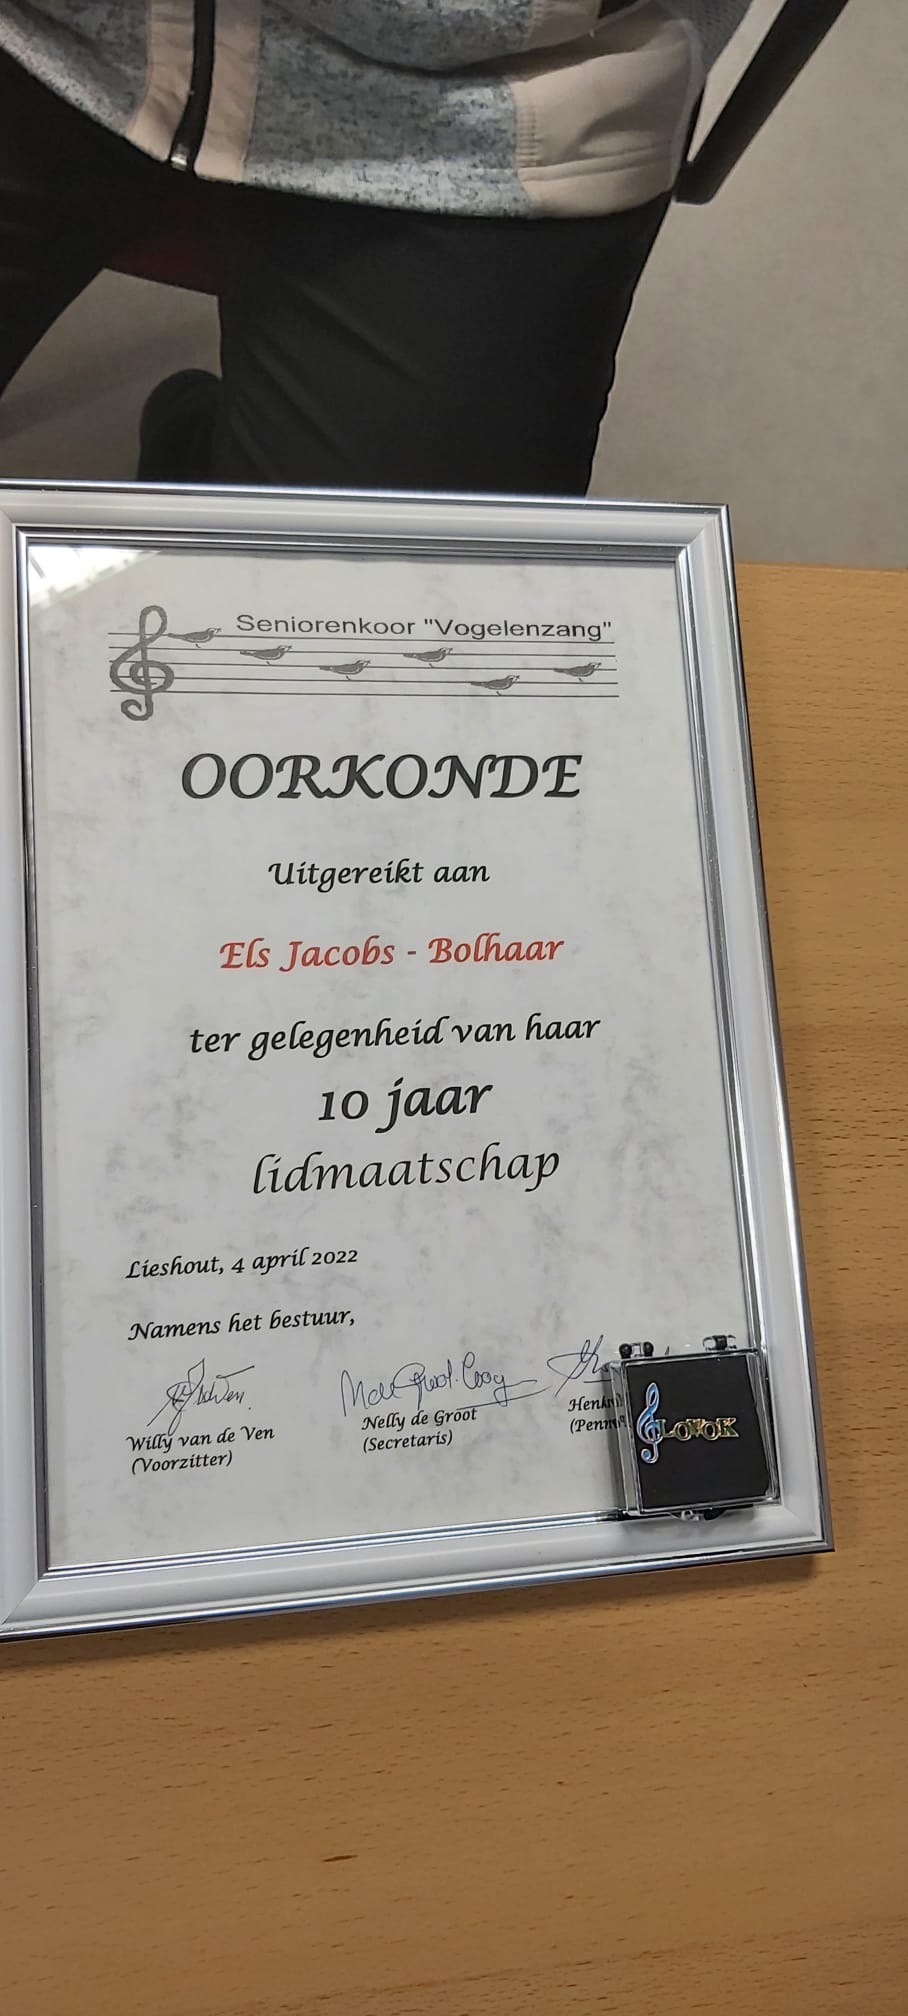 Seniorenkoor "Vogelenzang"
OORKONDE
Uitgereikt aan
Els Jacobs - Bolhaar
ter gelegenheid van haar
10 jaar
lidmaatschap
Lieshout, 4 april 2022
Namens het bestuur,
Willy van de Ven
(Voorzitter)
Nelly de Groot
(Secretaris)
LOVOK